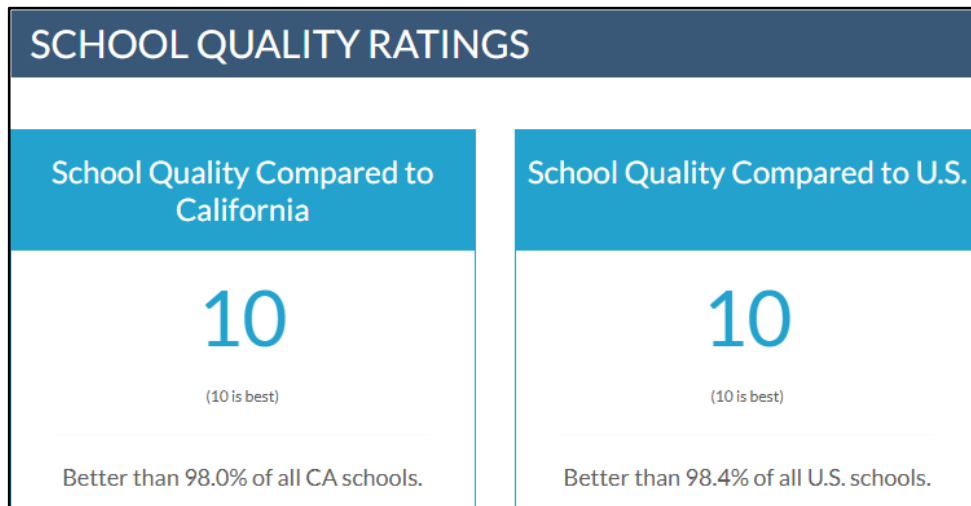 SCHOOL QUALITY RATINGS
School Quality Compared to
California
10
(10 is best)
Better than 98.0% of all CA schools.
School Quality Compared to U.S.
10
(10 is best)
Better than 98.4% of all U.S. schools.